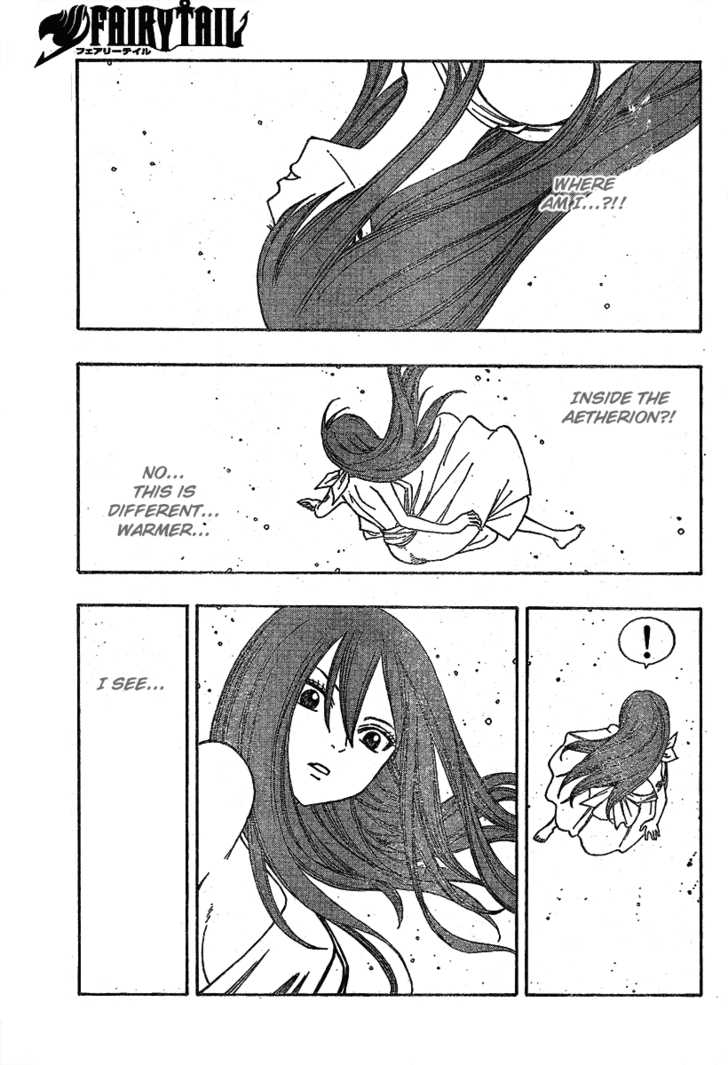 FAIRY TAIL
フェアリーテイル
WHERE
AM I...?!!
INSIDE THE
AETHERION?!
NO...
THIS IS
DIFFERENT...
WARMER...
!
I SEE...